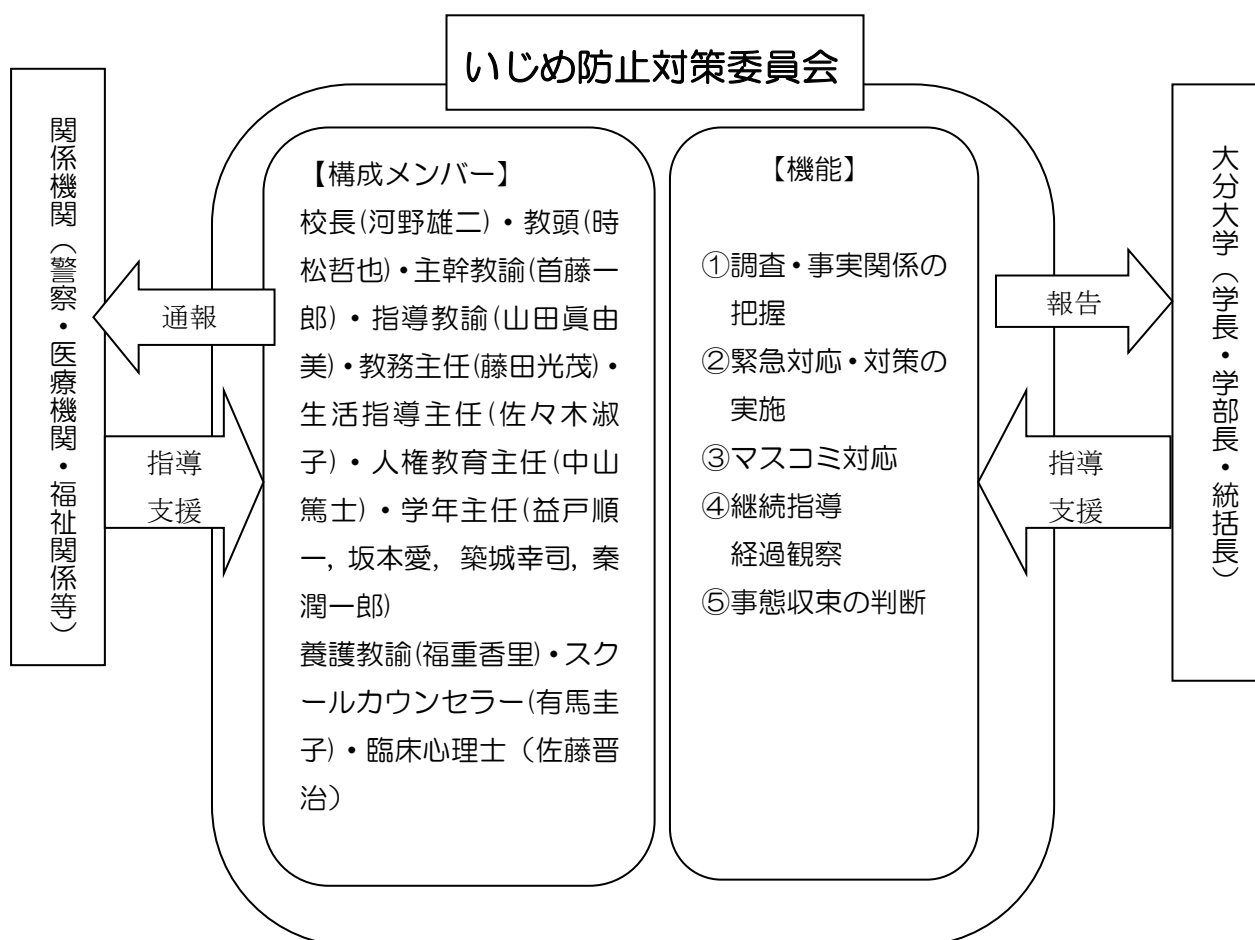 いじめ防止対策委員会
関係機関（警察・医療機関・福祉関係等）
通報
指導
支援
【構成メンバー】
校長(河野雄二)・教頭(時
松哲也)・主幹教諭(首藤一
郎)・指導教諭(山田眞由
美)・教務主任(藤田光茂)・
生活指導主任(佐々木淑
子)・人権教育主任(中山
篤士)・学年主任(益戸順
一, 坂本愛, 築城幸司, 秦
潤一郎)
養護教諭(福重香里)・スク
ールカウンセラー(有馬圭
子)・臨床心理士（佐藤晋
治）
【機能】
①調査・事実関係の
把握
②緊急対応・対策の
実施
③マスコミ対応
④継続指導
経過観察
⑤事態収束の判断
報告
指導
支援
大分大学（学長・学部長・統括長）